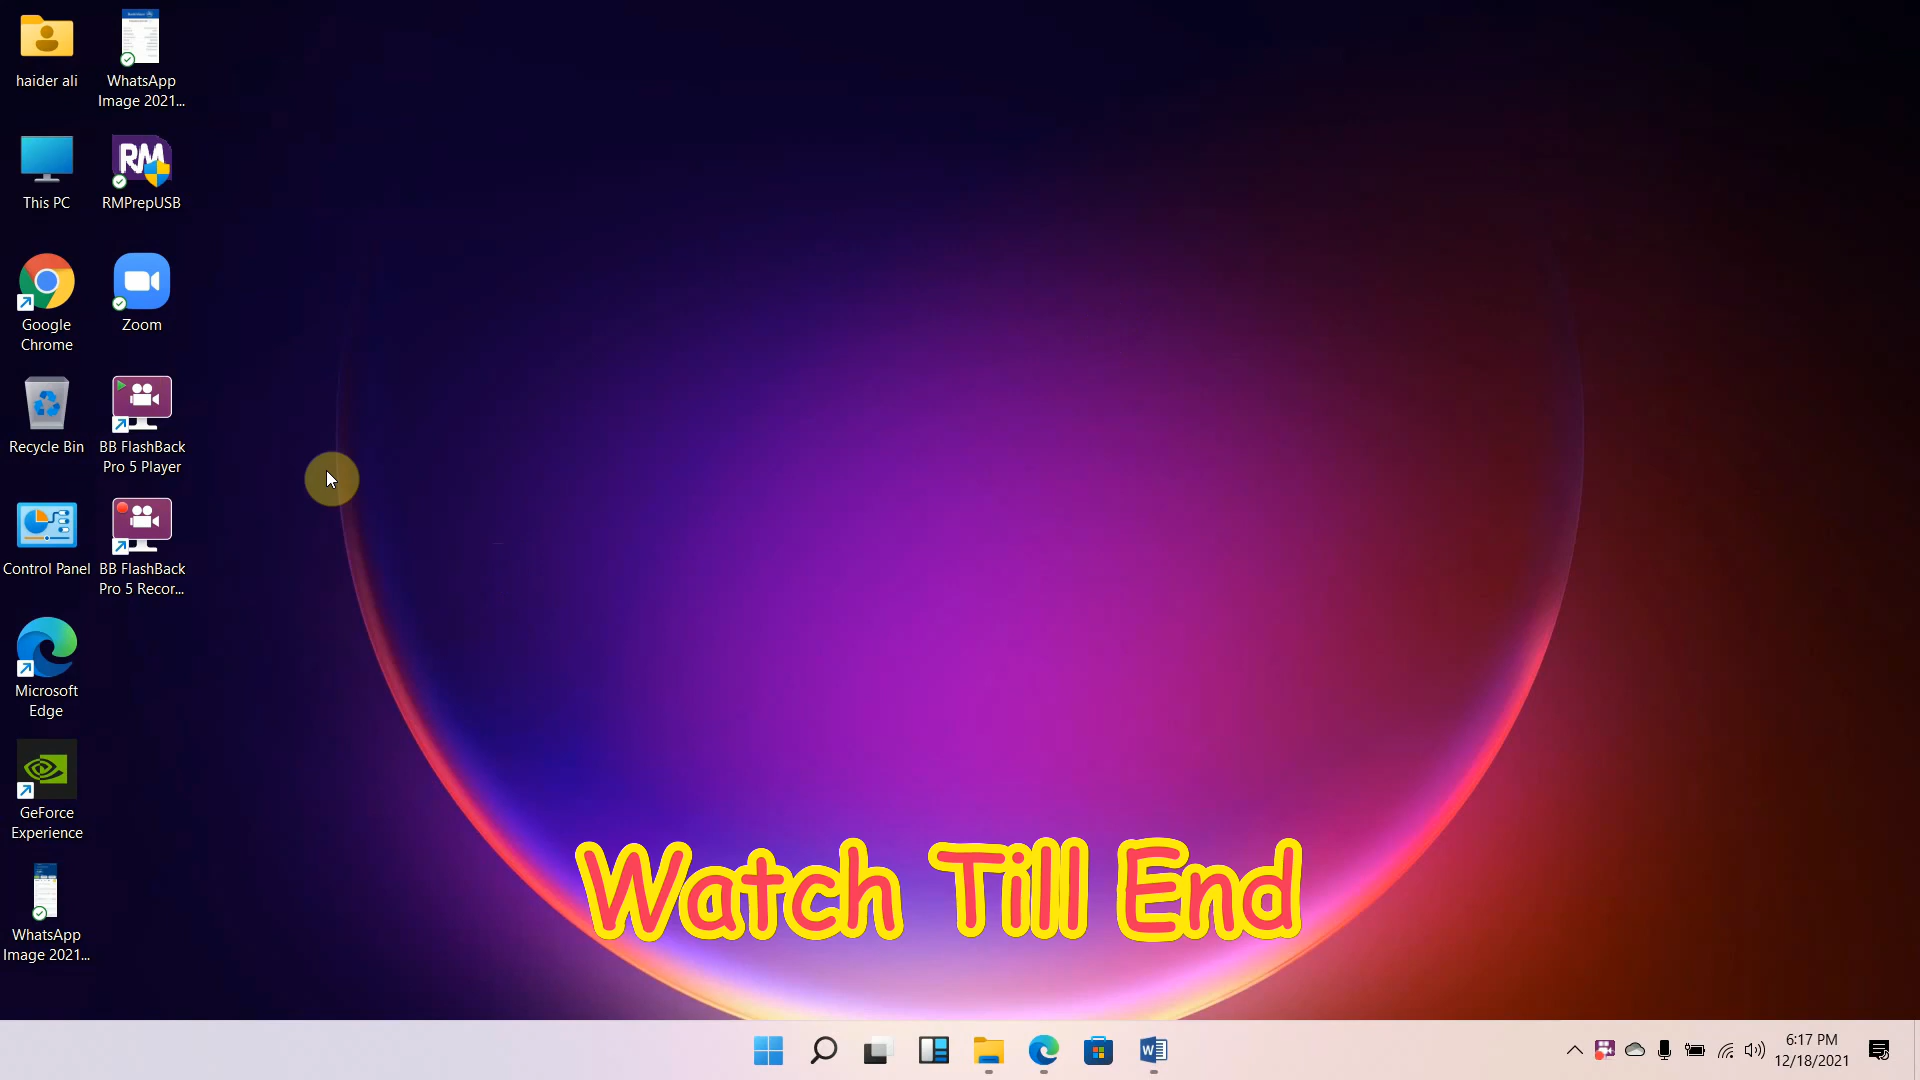 haider ali
WhatsApp
Image 2021...
This PC
RM
RMPrepUSB
Google
Chrome
Zoom
Recycle Bin
BB FlashBack
Pro 5 Player
Control Panel
BB FlashBack
Pro 5 Recor...
Microsoft
Edge
GeForce
Experience
WhatsApp
Image 2021...
Watch Till End
W
6:17 PM
12/18/2021